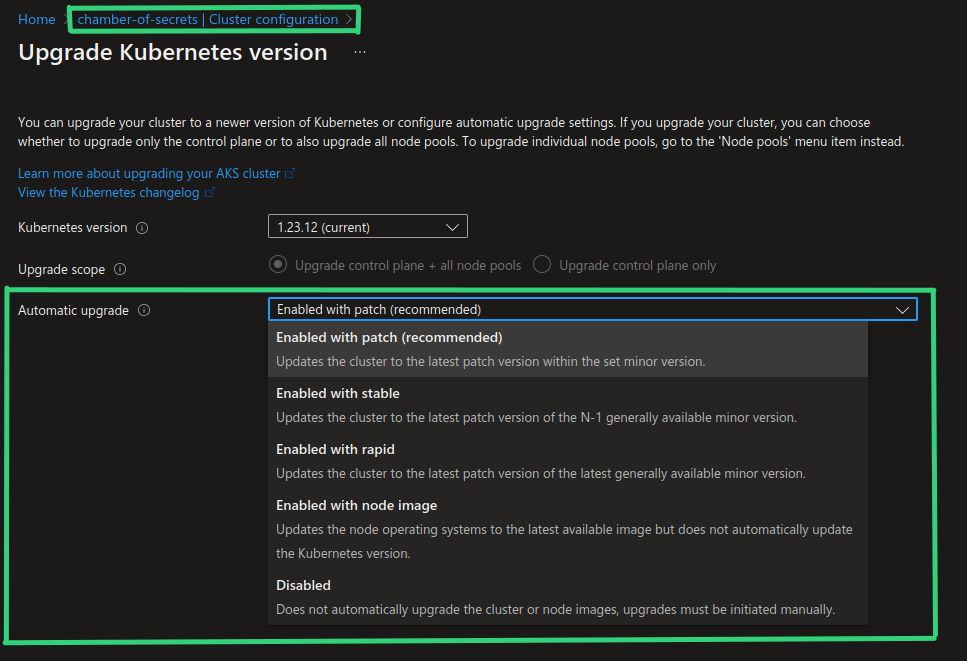 Home > chamber-of-secrets | Cluster configuration >
Upgrade Kubernetes version ...
You can upgrade your cluster to a newer version of Kubernetes or configure automatic upgrade settings. If you upgrade your cluster, you can choose
whether to upgrade only the control plane or to also upgrade all node pools. To upgrade individual node pools, go to the 'Node pools' menu item instead.
Learn more about upgrading your AKS cluster
View the Kubernetes changelog
Kubernetes version 1.23.12 (current)
Upgrade scope Upgrade control plane + all node pools Upgrade control plane only
Automatic upgrade Enabled with patch (recommended)
Enabled with patch (recommended)
Updates the cluster to the latest patch version within the set minor version.
Enabled with stable
Updates the cluster to the latest patch version of the N-1 generally available minor version.
Enabled with rapid
Updates the cluster to the latest patch version of the latest generally available minor version.
Enabled with node image
Updates the node operating systems to the latest available image but does not automatically update
the Kubernetes version.
Disabled
Does not automatically upgrade the cluster or node images, upgrades must be initiated manually.